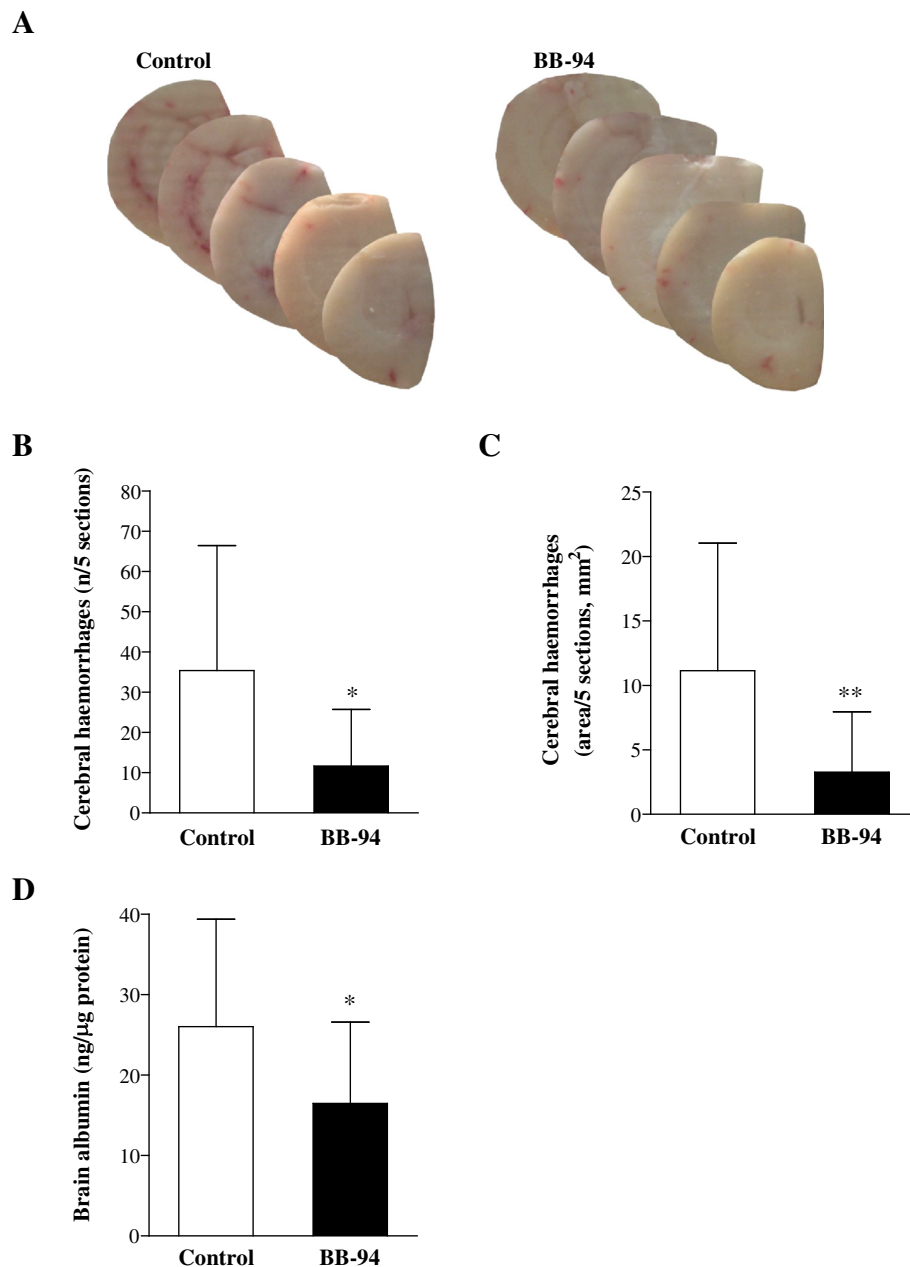 A
Control
BB-94
B
Cerebral haemorrhages (n/5 sections)
80
70
60
50
40
30
20
10
0
*
Control
BB-94
C
Cerebral haemorrhages
(area/5 sections, mm²)
25
20
15
10
5
0
**
Control
BB-94
D
Brain albumin (ng/µg protein)
40
30
20
10
0
*
Control
BB-94